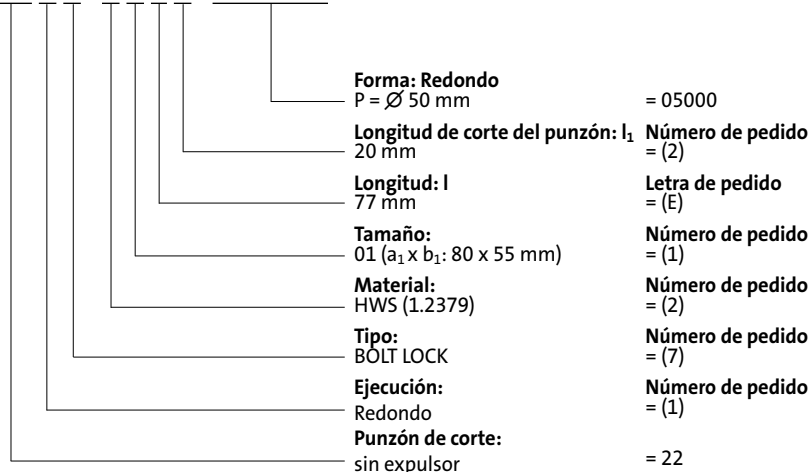 Forma: Redondo
P = Ø 50 mm = 05000
Longitud de corte del punzón: l₁ Número de pedido
20 mm = (2)
Longitud: l Letra de pedido
77 mm = (E)
Tamaño: Número de pedido
01 (a₁ x b₁: 80 x 55 mm) = (1)
Material: Número de pedido
HWS (1.2379) = (2)
Tipo: Número de pedido
BOLT LOCK = (7)
Ejecución: Número de pedido
Redondo = (1)
Punzón de corte:
sin expulsor = 22